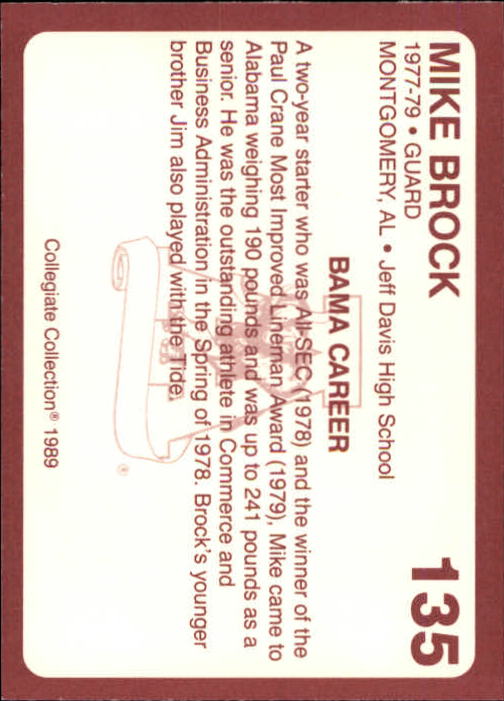 MIKE BROCK 135
1977-79 • GUARD
MONTGOMERY, AL • Jeff Davis High School
BAMA CAREER
A two-year starter who was All-SEC (1978) and the winner of the
Paul Crane Most Improved Lineman Award (1979), Mike came to
Alabama weighing 190 pounds and was up to 241 pounds as a
senior. He was the outstanding athlete in Commerce and
Business Administration in the Spring of 1978. Brock's younger
brother Jim also played with the Tide.
Collegiate Collection® 1989